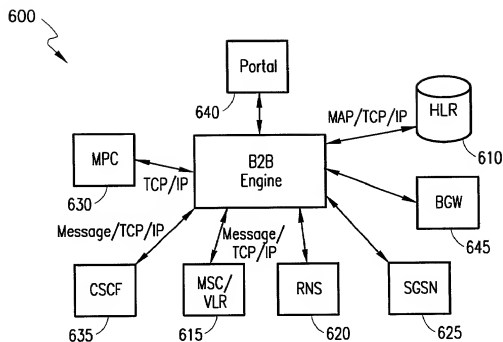 600
Portal
640
MAP/TCP/IP
HLR
610
MPC
630
TCP/IP
B2B
Engine
BGW
645
Message/TCP/IP
Message/
TCP/IP
CSCF
635
MSC/
VLR
615
RNS
620
SGSN
625